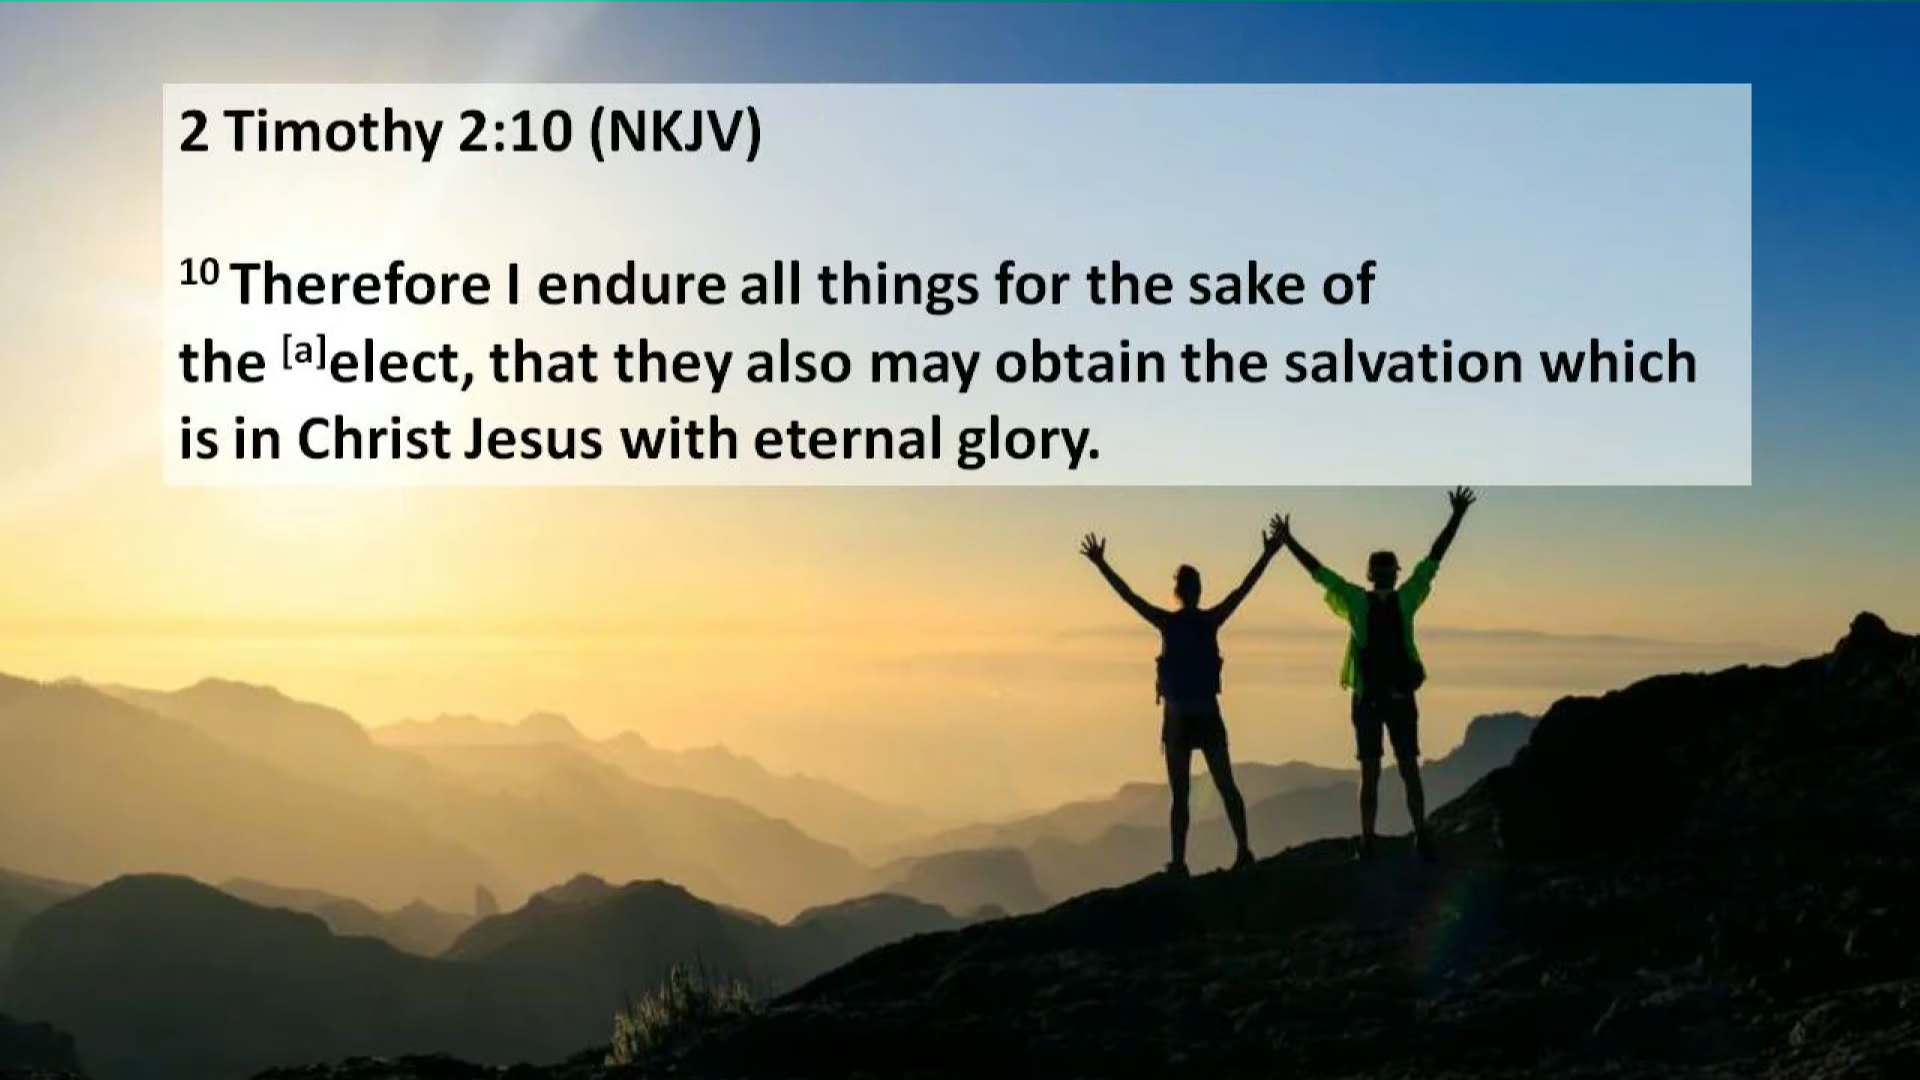 2 Timothy 2:10 (NKJV)
10 Therefore I endure all things for the sake of
the [a]elect, that they also may obtain the salvation which
is in Christ Jesus with eternal glory.